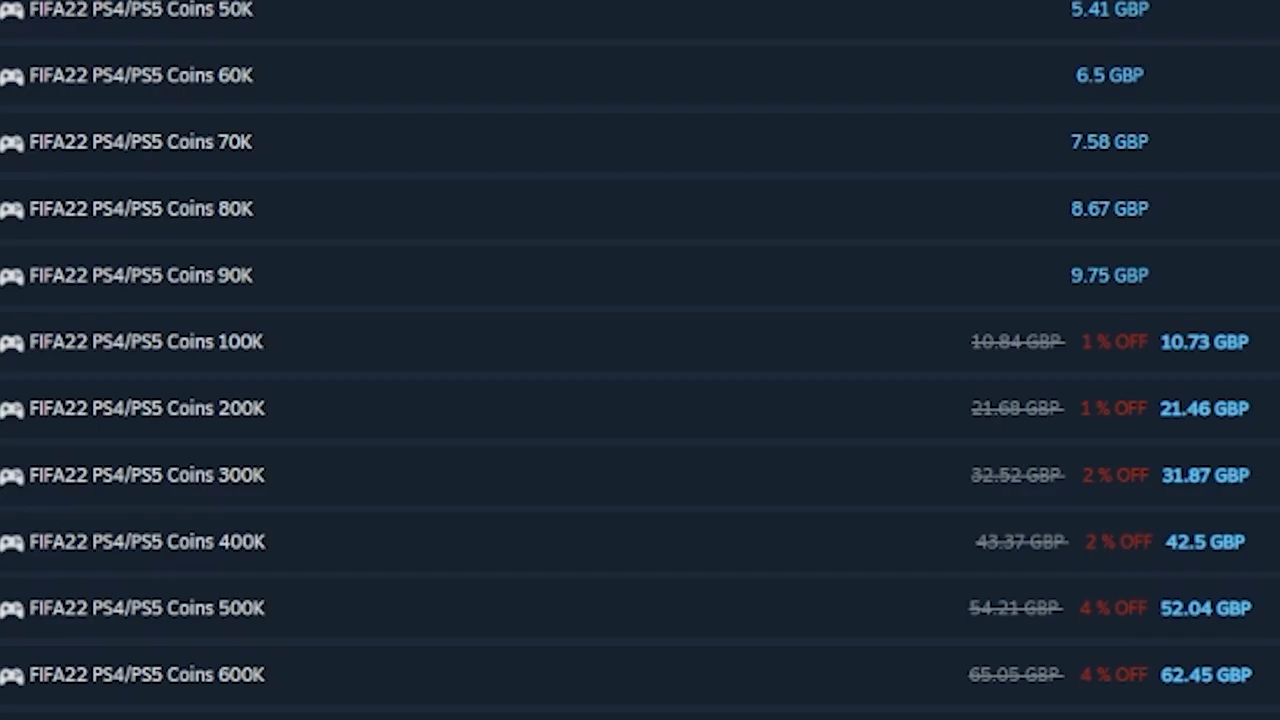 FIFA22 PS4/PS5 Coins 50K 5.41 GBP
FIFA22 PS4/PS5 Coins 60K 6.5 GBP
FIFA22 PS4/PS5 Coins 70K 7.58 GBP
FIFA22 PS4/PS5 Coins 80K 8.67 GBP
FIFA22 PS4/PS5 Coins 90K 9.75 GBP
FIFA22 PS4/PS5 Coins 100K 10.84 GBP 1 % OFF 10.73 GBP
FIFA22 PS4/PS5 Coins 200K 21.68 GBP 1 % OFF 21.46 GBP
FIFA22 PS4/PS5 Coins 300K 32.52 GBP 2 % OFF 31.87 GBP
FIFA22 PS4/PS5 Coins 400K 43.37 GBP 2 % OFF 42.5 GBP
FIFA22 PS4/PS5 Coins 500K 54.21 GBP 4 % OFF 52.04 GBP
FIFA22 PS4/PS5 Coins 600K 65.05 GBP 4 % OFF 62.45 GBP